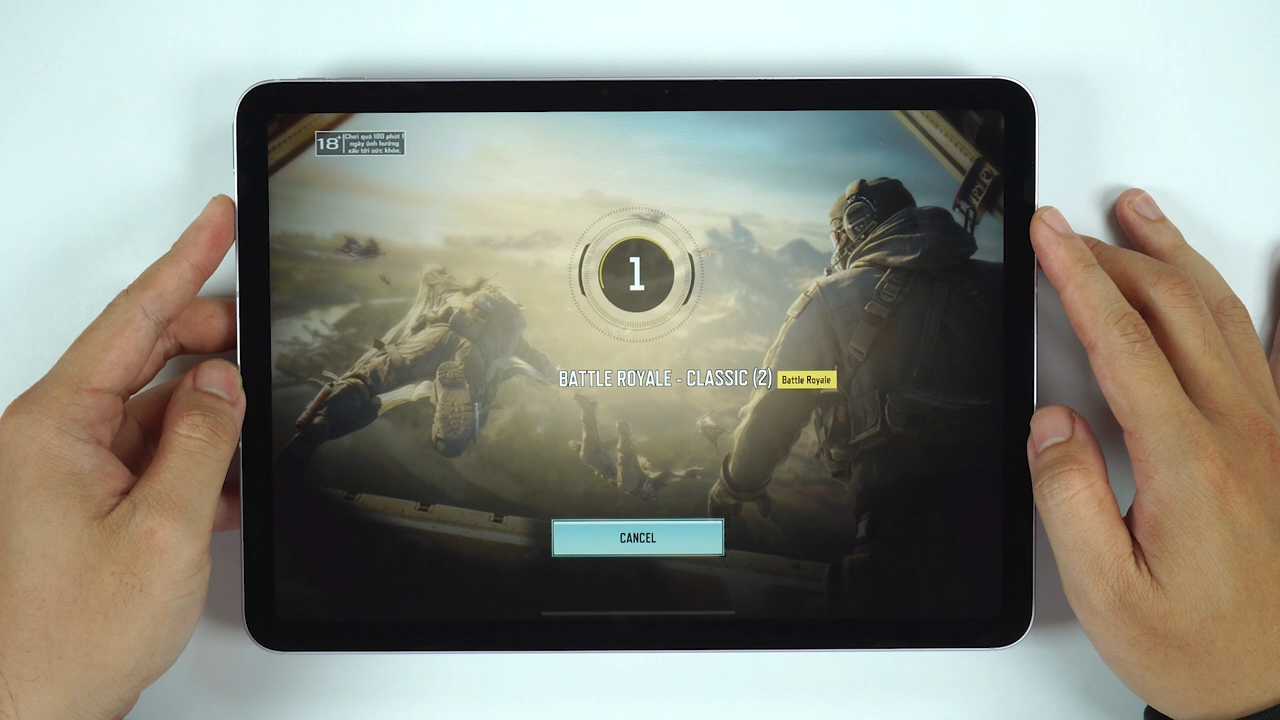 18+
Chơi quá 180 phút 1
ngày ảnh hưởng
xấu tới sức khỏe.
1
BATTLE ROYALE - CLASSIC (2) Battle Royale
CANCEL